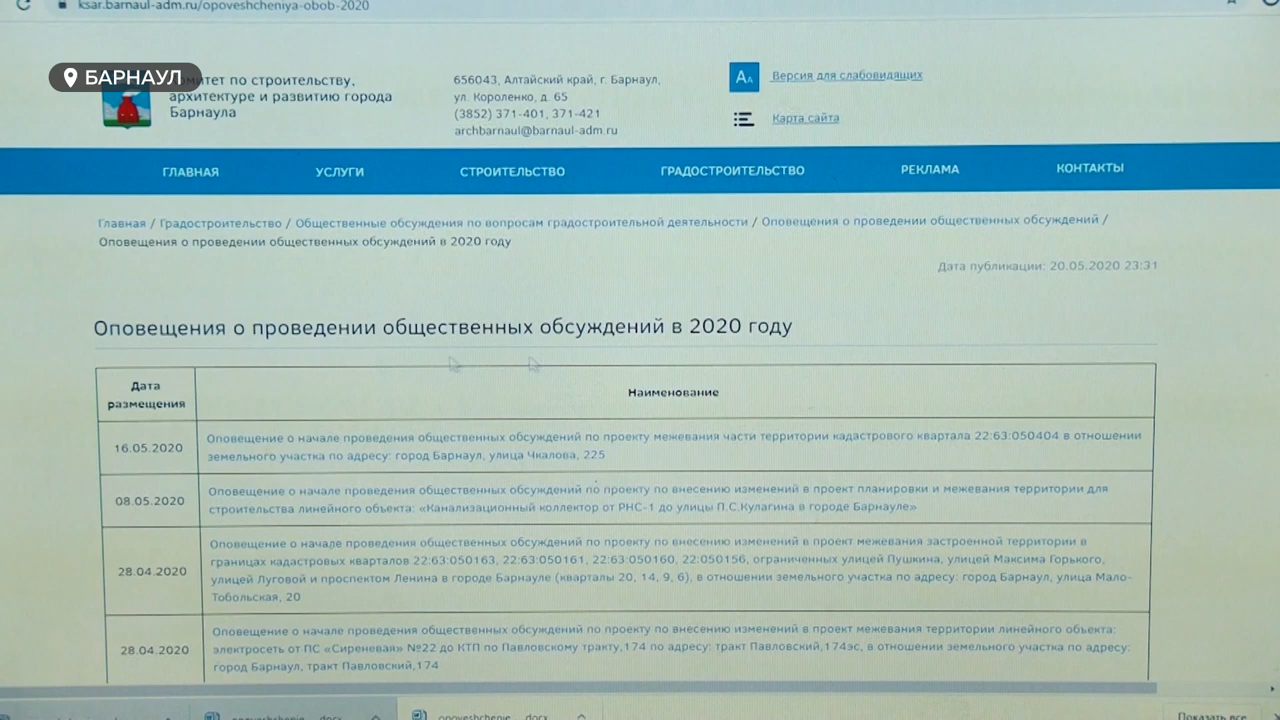 ksar.barnaul-adm.ru/opoveshcheniya-obob-2020
БАРНАУЛ
по строительству,
архитектуре и развитию города
Барнаула
656043, Алтайский край, г. Барнаул,
ул. Короленко, д. 65
(3852) 371-401, 371-421
archbarnaul@barnaul-adm.ru
АА Версия для слабовидящих
Карта сайта
ГЛАВНАЯ УСЛУГИ СТРОИТЕЛЬСТВО ГРАДОСТРОИТЕЛЬСТВО РЕКЛАМА КОНТАКТЫ
Главная / Градостроительство / Общественные обсуждения по вопросам градостроительной деятельности / Оповещения о проведении общественных обсуждений /
Оповещения о проведении общественных обсуждений в 2020 году
Дата публикации: 20.05.2020 23:31
Оповещения о проведении общественных обсуждений в 2020 году
Дата
размещения
Наименование
16.05.2020
Оповещение о начале проведения общественных обсуждений по проекту межевания части территории кадастрового квартала 22:63:050404 в отношении
земельного участка по адресу: город Барнаул, улица Чкалова, 225
08.05.2020
Оповещение о начале проведения общественных обсуждений по проекту по внесению изменений в проект планировки и межевания территории для
строительства линейного объекта: «Канализационный коллектор от РНС-1 до улицы П.С.Кулагина в городе Барнауле»
28.04.2020
Оповещение о начале проведения общественных обсуждений по проекту по внесению изменений в проект межевания застроенной территории в
границах кадастровых кварталов 22:63:050163, 22:63:050161, 22:63:050160, 22:050156, ограниченных улицей Пушкина, улицей Максима Горького,
улицей Луговой и проспектом Ленина в городе Барнауле (кварталы 20, 14, 9, 6), в отношении земельного участка по адресу: город Барнаул, улица Мало-
Тобольская, 20
28.04.2020
Оповещение о начале проведения общественных обсуждений по проекту по внесению изменений в проект межевания территории линейного объекта:
электросеть от ПС «Сиреневая» №22 до КТП по Павловскому тракту,174 по адресу: тракт Павловский,174эс, в отношении земельного участка по адресу:
город Барнаул, тракт Павловский,174
opoveshchenie
docx
opoveshchenie
docx
Показать все